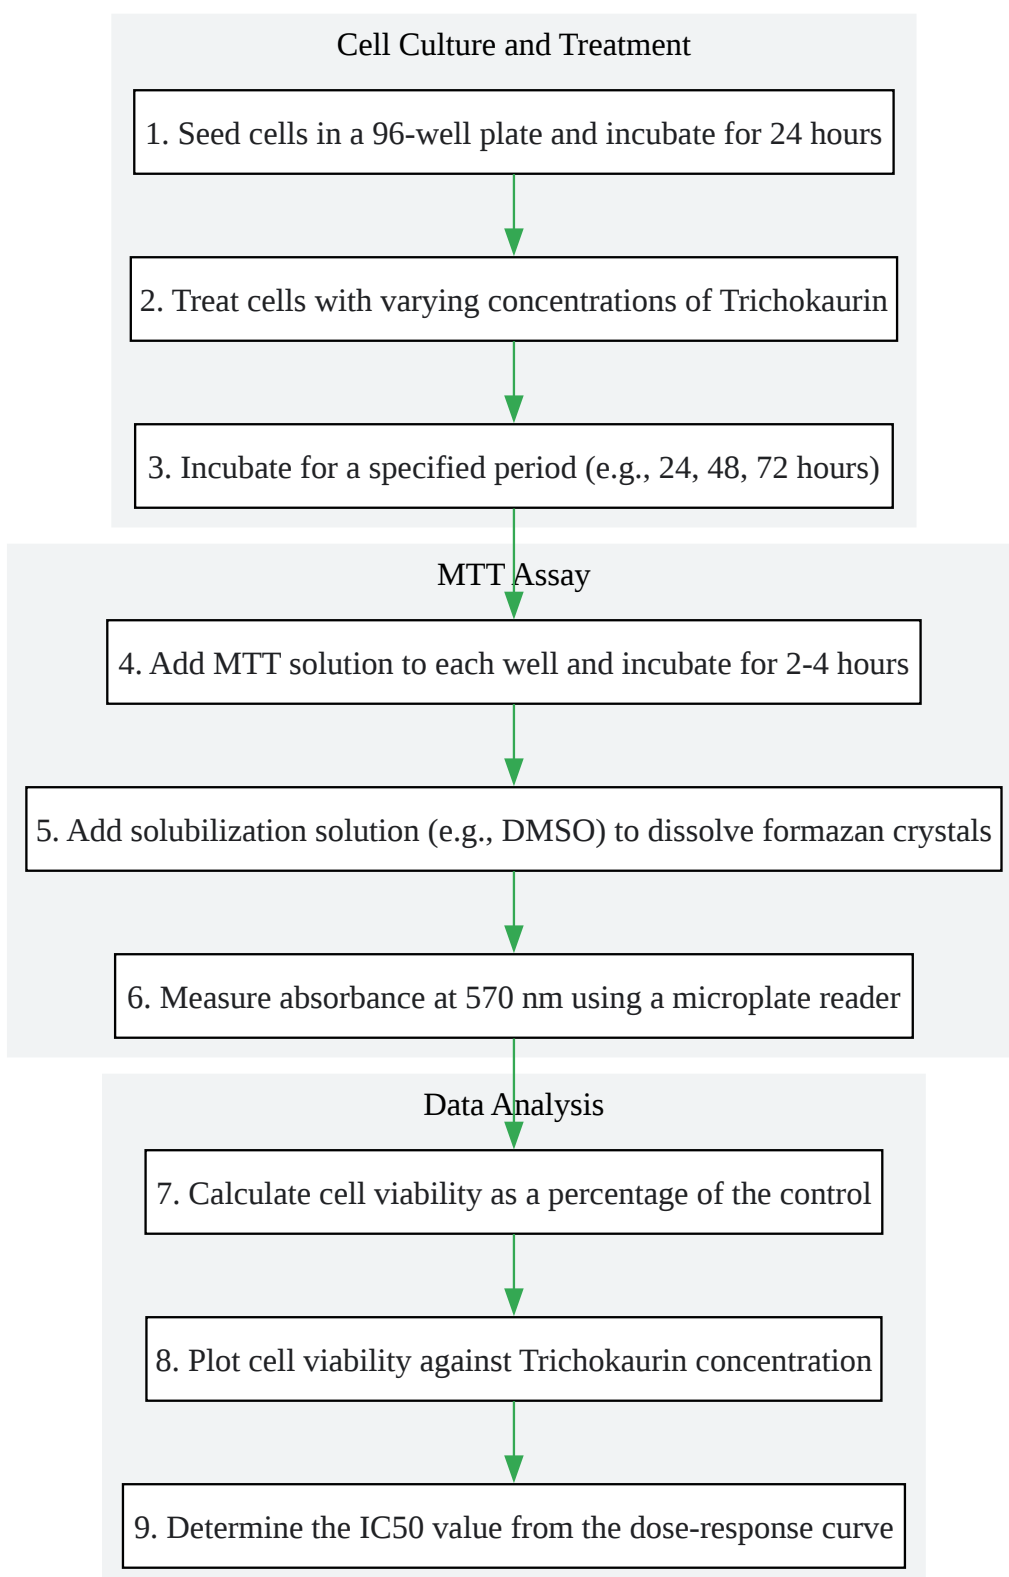 Cell Culture and Treatment
1. Seed cells in a 96-well plate and incubate for 24 hours
2. Treat cells with varying concentrations of Trichokaurin
3. Incubate for a specified period (e.g., 24, 48, 72 hours)
MTT Assay
4. Add MTT solution to each well and incubate for 2-4 hours
5. Add solubilization solution (e.g., DMSO) to dissolve formazan crystals
6. Measure absorbance at 570 nm using a microplate reader
Data Analysis
7. Calculate cell viability as a percentage of the control
8. Plot cell viability against Trichokaurin concentration
9. Determine the IC50 value from the dose-response curve